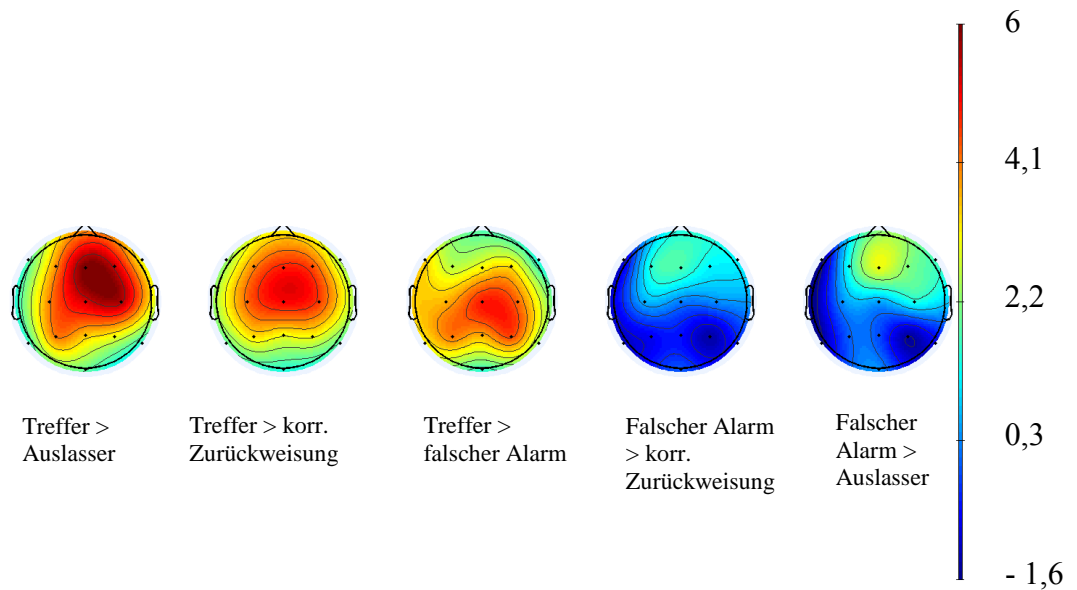 6
4,1
2,2
0,3
- 1,6
Treffer >
Auslasser
Treffer > korr.
Zurückweisung
Treffer >
falscher Alarm
Falscher Alarm
> korr.
Zurückweisung
Falscher
Alarm >
Auslasser